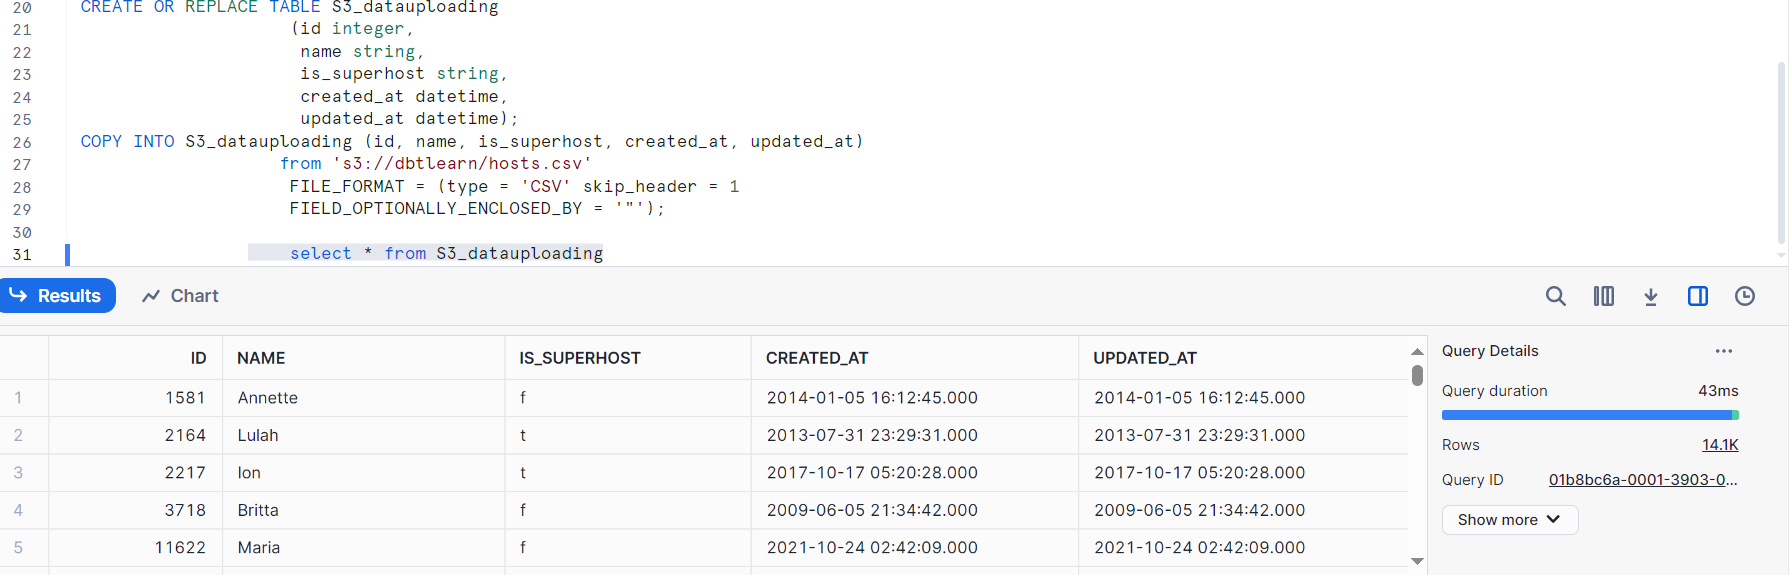 20 CREATE OR REPLACE TABLE S3_datauploading
21 (id integer,
22 name string,
23 is_superhost string,
24 created_at datetime,
25 updated_at datetime);
26 COPY INTO S3_datauploading (id, name, is_superhost, created_at, updated_at)
27 from 's3://dbtlearn/hosts.csv'
28 FILE_FORMAT = (type = 'CSV' skip_header = 1
29 FIELD_OPTIONALLY_ENCLOSED_BY = '"');
30
31 select * from S3_datauploading
Results Chart
ID NAME IS_SUPERHOST CREATED_AT UPDATED_AT
1 1581 Annette f 2014-01-05 16:12:45.000 2014-01-05 16:12:45.000
2 2164 Lulah t 2013-07-31 23:29:31.000 2013-07-31 23:29:31.000
3 2217 Ion t 2017-10-17 05:20:28.000 2017-10-17 05:20:28.000
4 3718 Britta f 2009-06-05 21:34:42.000 2009-06-05 21:34:42.000
5 11622 Maria f 2021-10-24 02:42:09.000 2021-10-24 02:42:09.000
Query Details ...
Query duration 43ms
Rows 14.1K
Query ID 01b8bc6a-0001-3903-0...
Show more